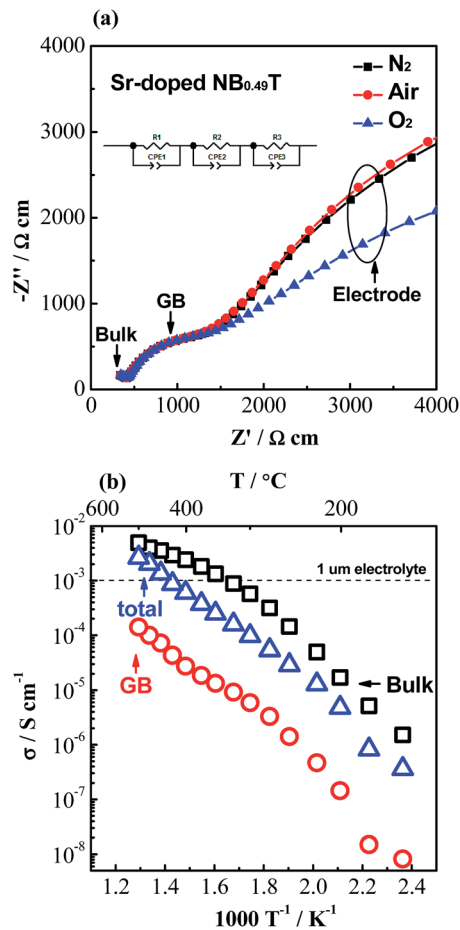 (a)
-Z'' / Ω cm
4000
3000
2000
1000
0
Sr-doped NB0.49T
N2
Air
O2
R1 R2 R3
CPE1 CPE2 CPE3
GB
Bulk
Electrode
0 1000 2000 3000 4000
Z' / Ω cm
(b)
T / °C
600 400 200
σ / S cm-1
10-2
10-3
10-4
10-5
10-6
10-7
10-8
1 um electrolyte
total
GB
Bulk
1.2 1.4 1.6 1.8 2.0 2.2 2.4
1000 T-1 / K-1